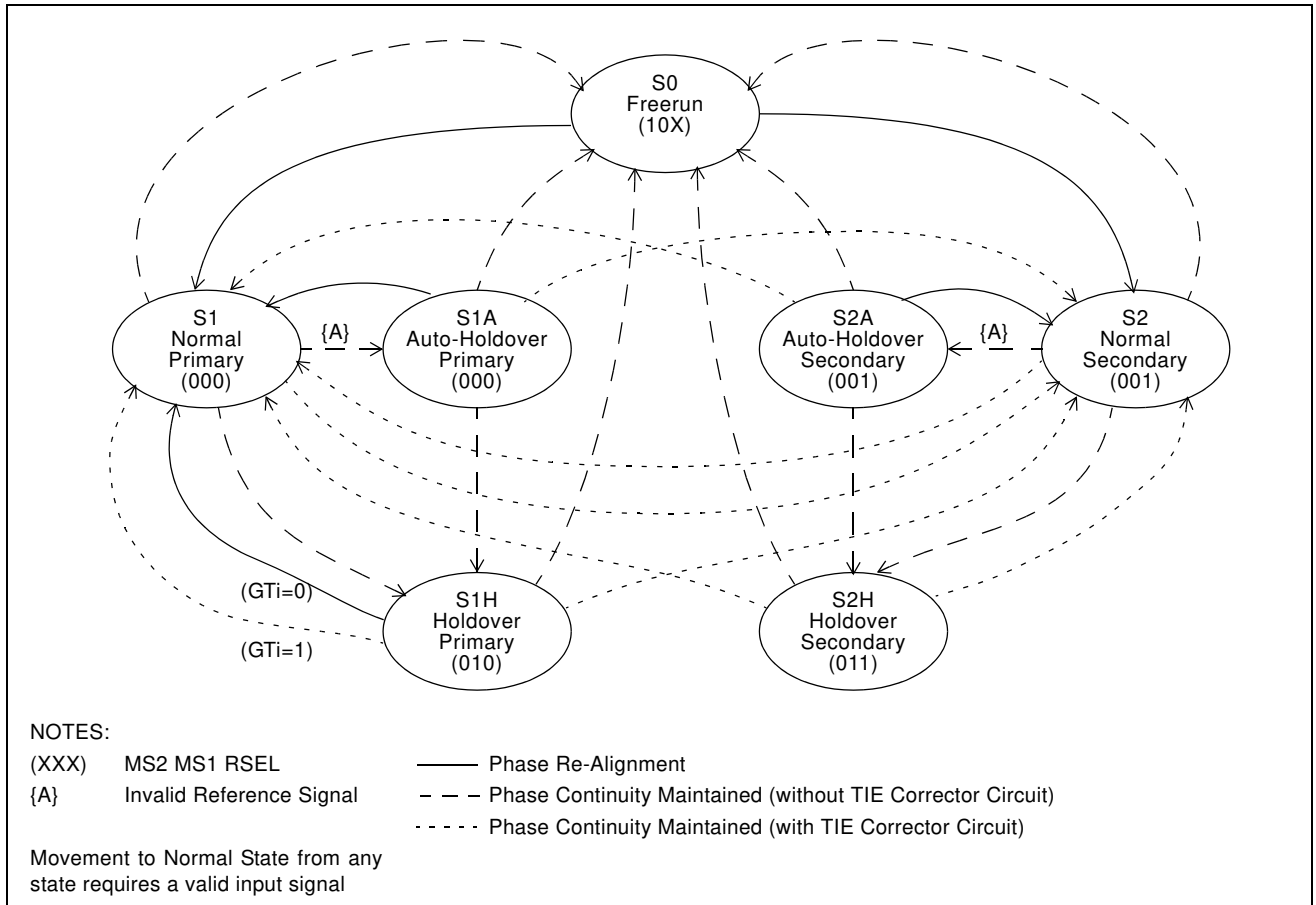 S0
Freerun
(10X)
S1
Normal
Primary
(000)
{A}
S1A
Auto-Holdover
Primary
(000)
S2A
Auto-Holdover
Secondary
(001)
{A}
S2
Normal
Secondary
(001)
(GTi=0)
(GTi=1)
S1H
Holdover
Primary
(010)
S2H
Holdover
Secondary
(011)
NOTES:
(XXX) MS2 MS1 RSEL
{A} Invalid Reference Signal
Phase Re-Alignment
Phase Continuity Maintained (without TIE Corrector Circuit)
Phase Continuity Maintained (with TIE Corrector Circuit)
Movement to Normal State from any
state requires a valid input signal